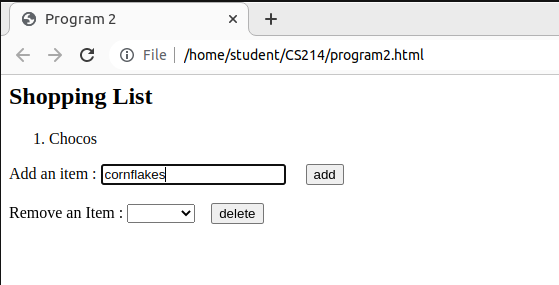 Program 2
File /home/student/CS214/program2.html
Shopping List
1. Chocos
Add an item : cornflakes add
Remove an Item : delete